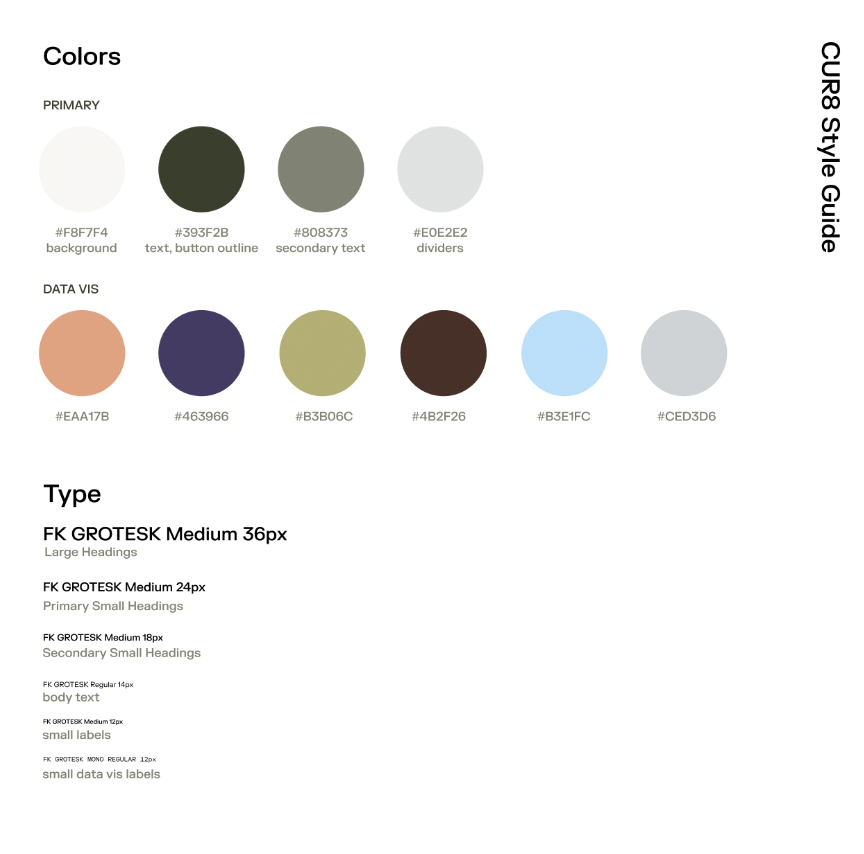 Colors
PRIMARY
#F8F7F4
background
#393F2B
text, button outline
#808373
secondary text
#E0E2E2
dividers
DATA VIS
#EAA17B
#463966
#B3B06C
#4B2F26
#B3E1FC
#CED3D6
Type
FK GROTESK Medium 36px
Large Headings
FK GROTESK Medium 24px
Primary Small Headings
FK GROTESK Medium 18px
Secondary Small Headings
FK GROTESK Regular 14px
body text
FK GROTESK Medium 12px
small labels
FK GROTESK MONO REGULAR 12px
small data vis labels
CUR8 Style Guide